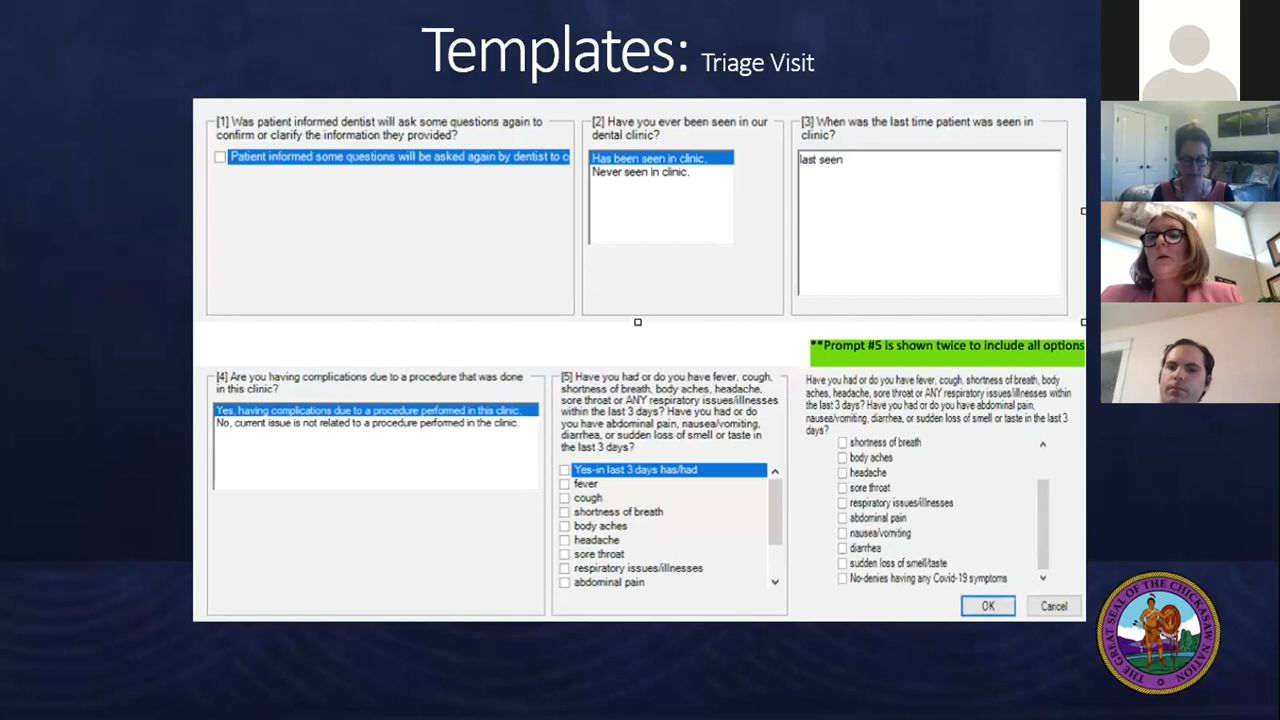 Templates: Triage Visit
[1] Was patient informed dentist will ask some questions again to
confirm or clarify the information they provided?
Patient informed some questions will be asked again by dentist to c
[2] Have you ever been seen in our
dental clinic?
Has been seen in clinic.
Never seen in clinic.
[3] When was the last time patient was seen in
clinic?
last seen
**Prompt #5 is shown twice to include all options
[4] Are you having complications due to a procedure that was done
in this clinic?
Yes, having complications due to a procedure performed in this clinic.
No, current issue is not related to a procedure performed in the clinic.
[5] Have you had or do you have fever, cough,
shortness of breath, body aches, headache,
sore throat or ANY respiratory issues/illnesses
within the last 3 days? Have you had or do
you have abdominal pain, nausea/vomiting,
diarrhea, or sudden loss of smell or taste in
the last 3 days?
Yes-in last 3 days has/had
fever
cough
shortness of breath
body aches
headache
sore throat
respiratory issues/illnesses
abdominal pain
Have you had or do you have fever, cough, shortness of breath, body
aches, headache, sore throat or ANY respiratory issues/illnesses within
the last 3 days? Have you had or do you have abdominal pain,
nausea/vomiting, diarrhea, or sudden loss of smell or taste in the last 3
days?
shortness of breath
body aches
headache
sore throat
respiratory issues/illnesses
abdominal pain
nausea/vomiting
diarrhea
sudden loss of smell/taste
No-denies having any Covid-19 symptoms
OK
Cancel
THE GREAT SEAL OF THE CHICKASAW NATION